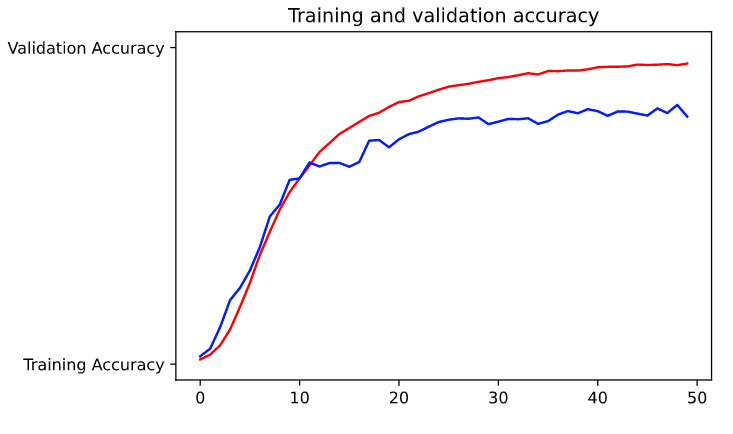 Training and validation accuracy
Validation Accuracy
Training Accuracy
0 10 20 30 40 50